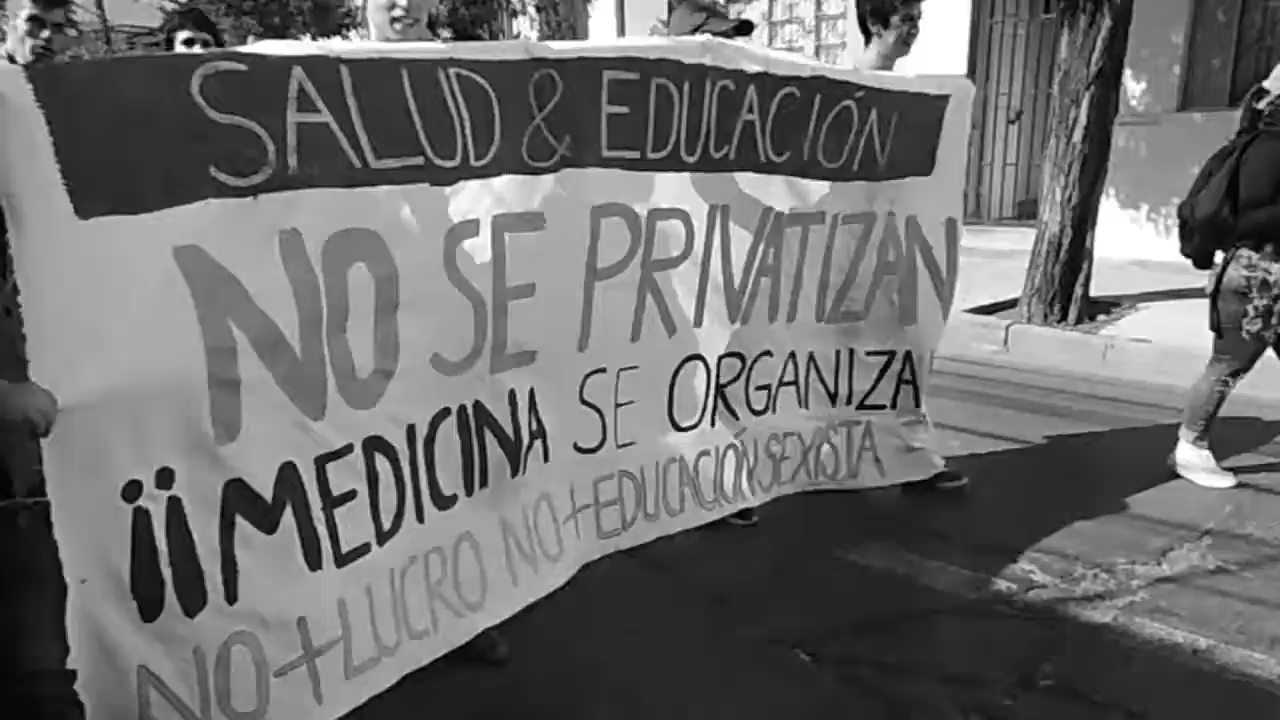 SALUD & EDUCACIÓN
NO SE PRIVATIZAN
¡¡MEDICINA SE ORGANIZA
NO+LUCRO NO+EDUCACIÓN SEXISTA